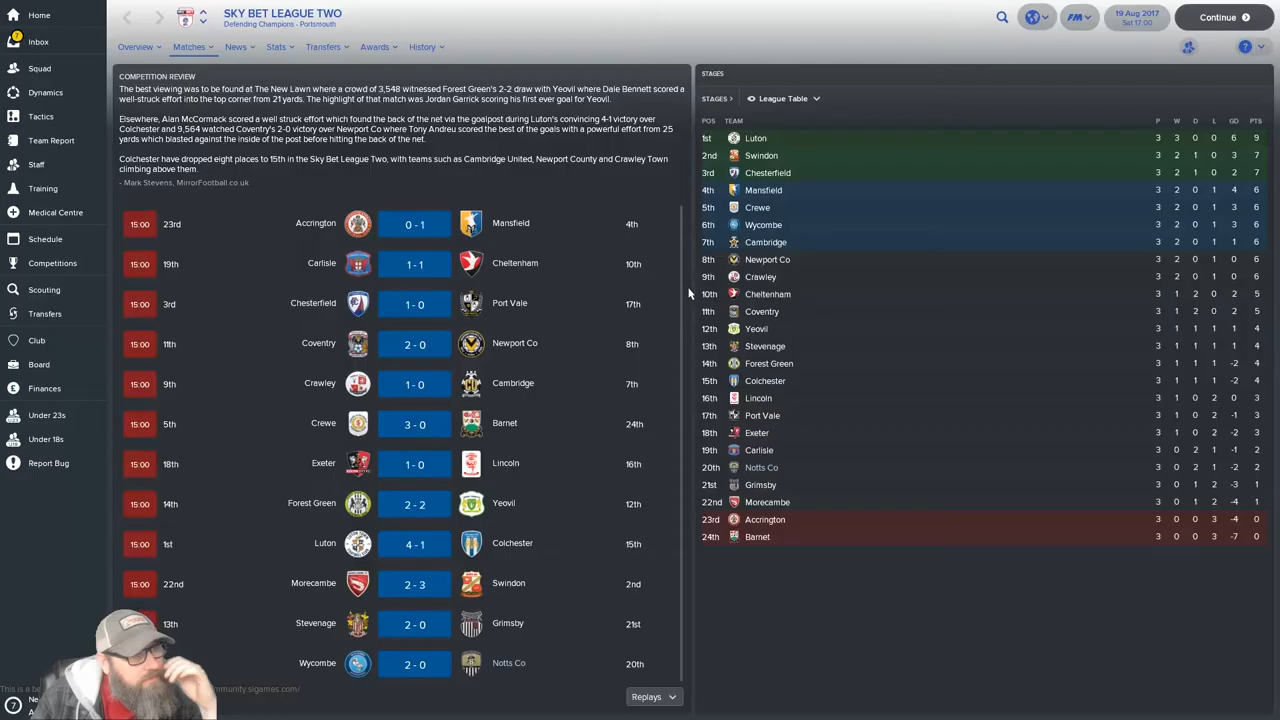 Home
Inbox
7
Squad
Dynamics
Tactics
Team Report
Staff
Training
Medical Centre
Schedule
Competitions
Scouting
Transfers
Club
Board
Finances
Under 23s
Under 18s
Report Bug
SKY BET LEAGUE TWO
Defending Champions - Portsmouth
FM
19 Aug 2017
Sat 17:00
Continue
Overview Matches News Stats Transfers Awards History
?
COMPETITION REVIEW
The best viewing was to be found at The New Lawn where a crowd of 3,548 witnessed Forest Green's 2-2 draw with Yeovil where Dale Bennett scored a
well-struck effort into the top corner from 21 yards. The highlight of that match was Jordan Garrick scoring his first ever goal for Yeovil.
Elsewhere, Alan McCormack scored a well struck effort which found the back of the net via the goalpost during Luton's convincing 4-1 victory over
Colchester and 9,564 watched Coventry's 2-0 victory over Newport Co where Tony Andreu scored the best of the goals with a powerful effort from 25
yards which blasted against the inside of the post before hitting the back of the net.
Colchester have dropped eight places to 15th in the Sky Bet League Two, with teams such as Cambridge United, Newport County and Crawley Town
climbing above them.
- Mark Stevens, MirrorFootball.co.uk
15:00 23rd Accrington 0 - 1 Mansfield 4th
15:00 19th Carlisle 1 - 1 Cheltenham 10th
15:00 3rd Chesterfield 1 - 0 Port Vale 17th
15:00 11th Coventry 2 - 0 Newport Co 8th
15:00 9th Crawley 1 - 0 Cambridge 7th
15:00 5th Crewe 3 - 0 Barnet 24th
15:00 18th Exeter 1 - 0 Lincoln 16th
15:00 14th Forest Green 2 - 2 Yeovil 12th
15:00 1st Luton 4 - 1 Colchester 15th
15:00 22nd Morecambe 2 - 3 Swindon 2nd
13th Stevenage 2 - 0 Grimsby 21st
Wycombe 2 - 0 Notts Co 20th
This is a be
mmunity.sigames.com/
Replays
?
STAGES
STAGES > League Table
POS TEAM P W D L GD PTS
1st Luton 3 3 0 0 6 9
2nd Swindon 3 2 1 0 3 7
3rd Chesterfield 3 2 1 0 2 7
4th Mansfield 3 2 0 1 4 6
5th Crewe 3 2 0 1 3 6
6th Wycombe 3 2 0 1 3 6
7th Cambridge 3 2 0 1 1 6
8th Newport Co 3 2 0 1 0 6
9th Crawley 3 2 0 1 0 6
10th Cheltenham 3 1 2 0 2 5
11th Coventry 3 1 2 0 2 5
12th Yeovil 3 1 1 1 1 4
13th Stevenage 3 1 1 1 1 4
14th Forest Green 3 1 1 1 -2 4
15th Colchester 3 1 1 1 -2 4
16th Lincoln 3 1 0 2 0 3
17th Port Vale 3 1 0 2 -1 3
18th Exeter 3 1 0 2 -2 3
19th Carlisle 3 0 2 1 -1 2
20th Notts Co 3 0 2 1 -2 2
21st Grimsby 3 0 1 2 -3 1
22nd Morecambe 3 0 1 2 -4 1
23rd Accrington 3 0 0 3 -4 0
24th Barnet 3 0 0 3 -7 0